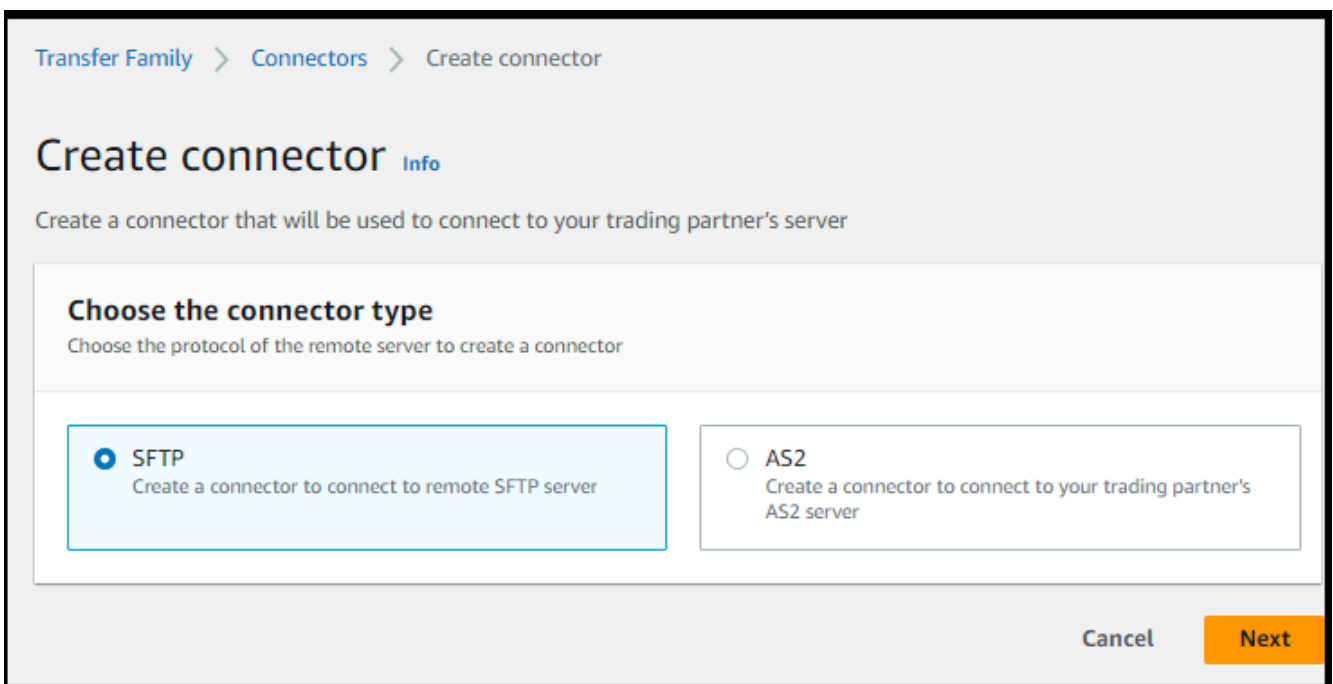 Transfer Family > Connectors > Create connector
Create connector Info
Create a connector that will be used to connect to your trading partner's server
Choose the connector type
Choose the protocol of the remote server to create a connector
SFTP
Create a connector to connect to remote SFTP server
AS2
Create a connector to connect to your trading partner's
AS2 server
Cancel
Next